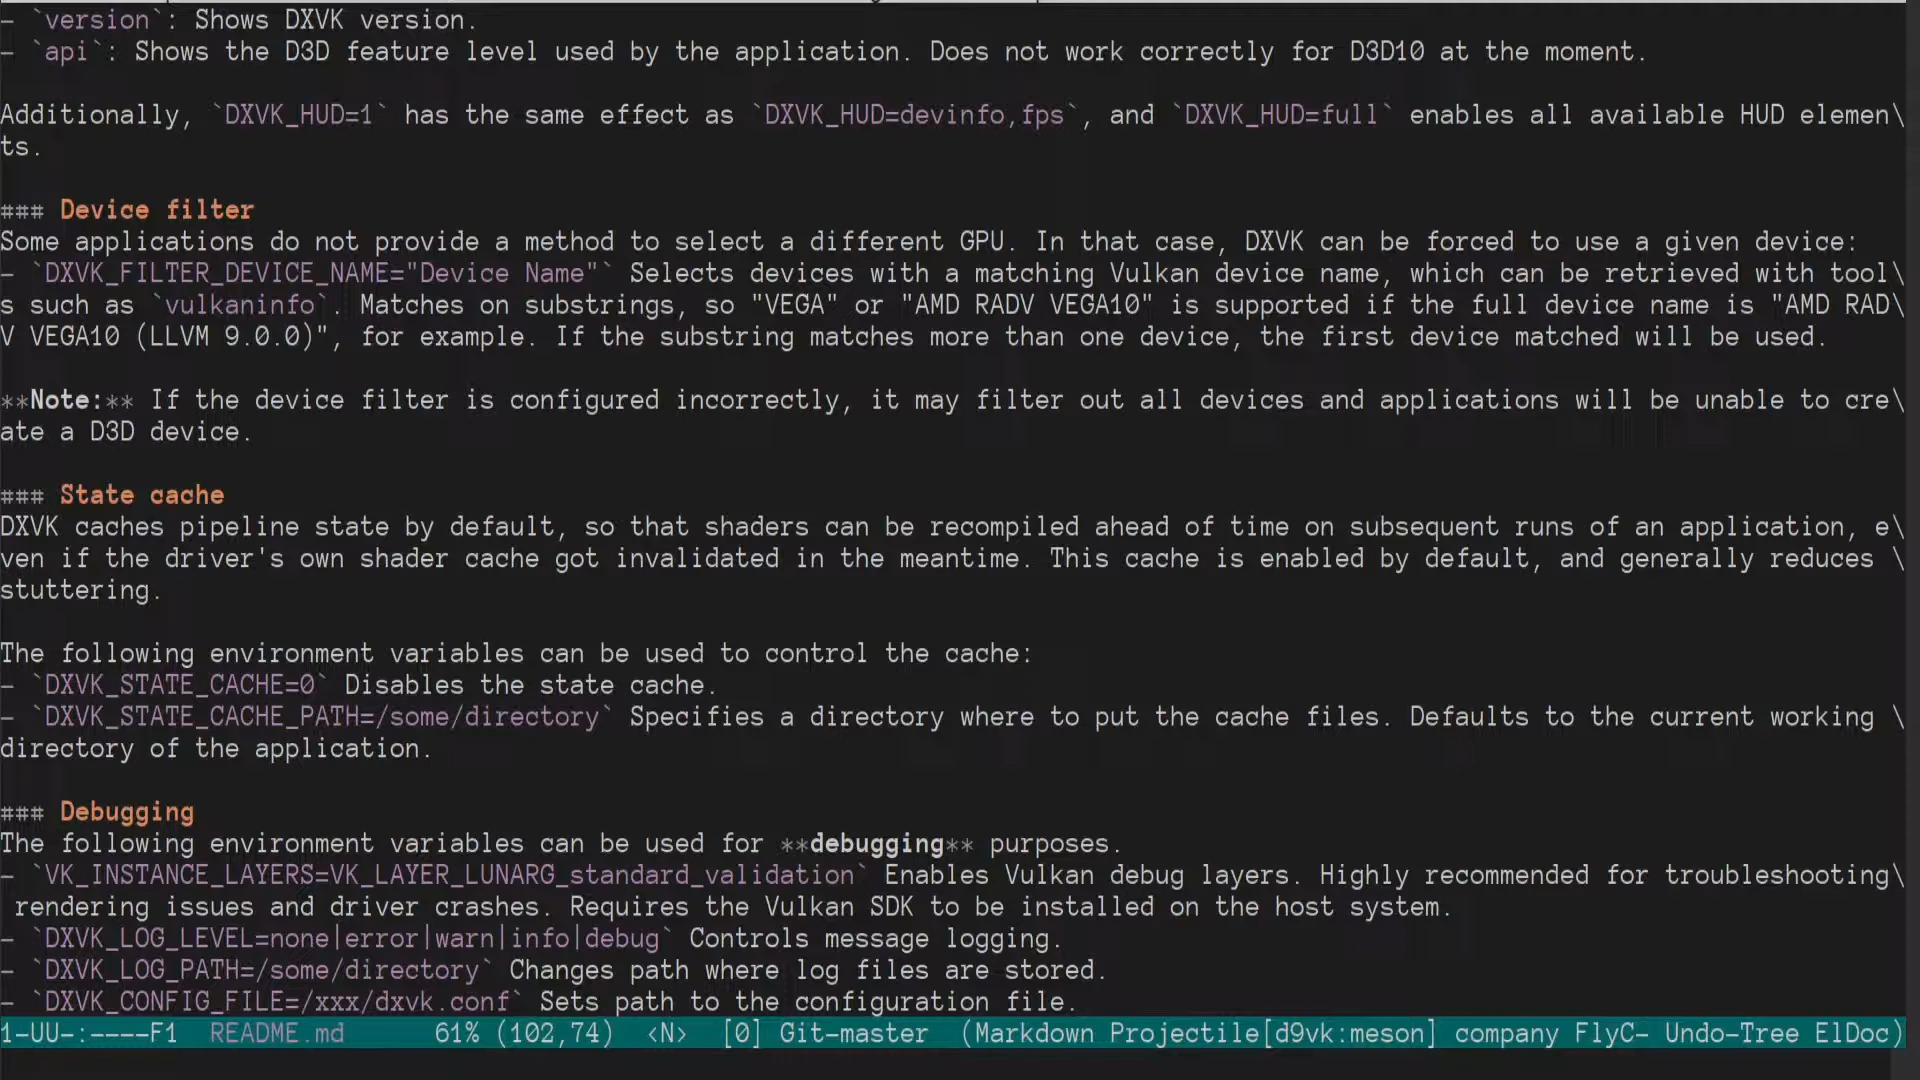 - `version`: Shows DXVK version.
- `api`: Shows the D3D feature level used by the application. Does not work correctly for D3D10 at the moment.
Additionally, `DXVK_HUD=1` has the same effect as `DXVK_HUD=devinfo,fps`, and `DXVK_HUD=full` enables all available HUD elemen\
ts.
### Device filter
Some applications do not provide a method to select a different GPU. In that case, DXVK can be forced to use a given device:
- `DXVK_FILTER_DEVICE_NAME="Device Name"` Selects devices with a matching Vulkan device name, which can be retrieved with tool\
s such as `vulkaninfo`. Matches on substrings, so "VEGA" or "AMD RADV VEGA10" is supported if the full device name is "AMD RAD\
V VEGA10 (LLVM 9.0.0)", for example. If the substring matches more than one device, the first device matched will be used.
**Note:** If the device filter is configured incorrectly, it may filter out all devices and applications will be unable to cre\
ate a D3D device.
### State cache
DXVK caches pipeline state by default, so that shaders can be recompiled ahead of time on subsequent runs of an application, e\
ven if the driver's own shader cache got invalidated in the meantime. This cache is enabled by default, and generally reduces \
stuttering.
The following environment variables can be used to control the cache:
- `DXVK_STATE_CACHE=0` Disables the state cache.
- `DXVK_STATE_CACHE_PATH=/some/directory` Specifies a directory where to put the cache files. Defaults to the current working \
directory of the application.
### Debugging
The following environment variables can be used for **debugging** purposes.
- `VK_INSTANCE_LAYERS=VK_LAYER_LUNARG_standard_validation` Enables Vulkan debug layers. Highly recommended for troubleshooting\
 rendering issues and driver crashes. Requires the Vulkan SDK to be installed on the host system.
- `DXVK_LOG_LEVEL=none|error|warn|info|debug` Controls message logging.
- `DXVK_LOG_PATH=/some/directory` Changes path where log files are stored.
- `DXVK_CONFIG_FILE=/xxx/dxvk.conf` Sets path to the configuration file.
1-UU-:----F1  README.md      61% (102,74)  <N>  [0] Git-master  (Markdown Projectile[d9vk:meson] company FlyC- Undo-Tree ElDoc)